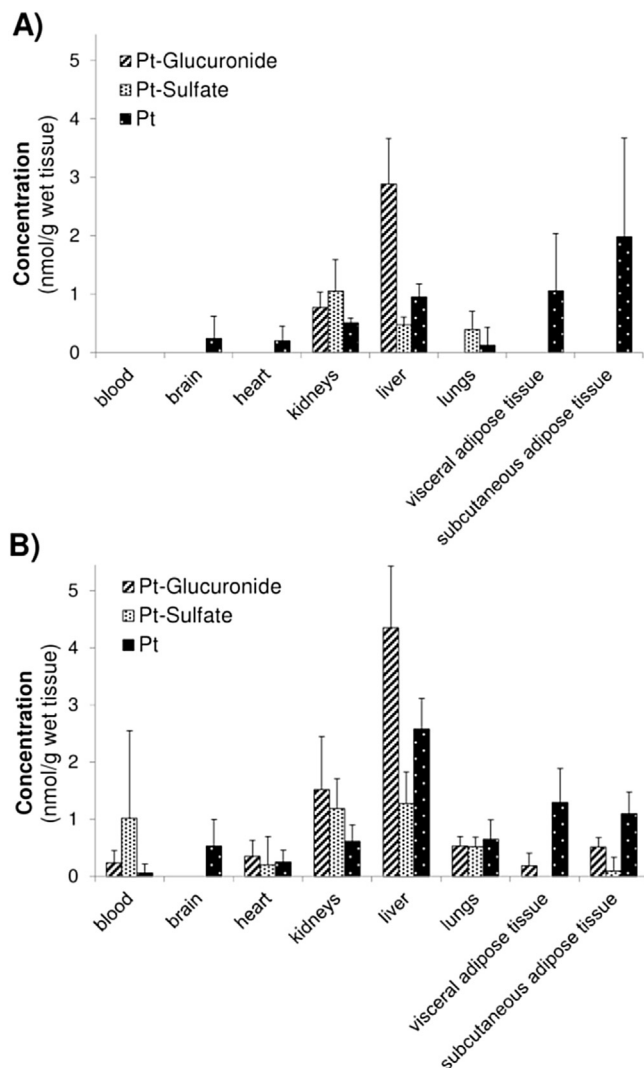 A)
5
4
3
2
1
0
Concentration
(nmol/g wet tissue)
Pt-Glucuronide
Pt-Sulfate
Pt
blood
brain
heart
kidneys
liver
lungs
visceral adipose tissue
subcutaneous adipose tissue
B)
5
4
3
2
1
0
Concentration
(nmol/g wet tissue)
Pt-Glucuronide
Pt-Sulfate
Pt
blood
brain
heart
kidneys
liver
lungs
visceral adipose tissue
subcutaneous adipose tissue